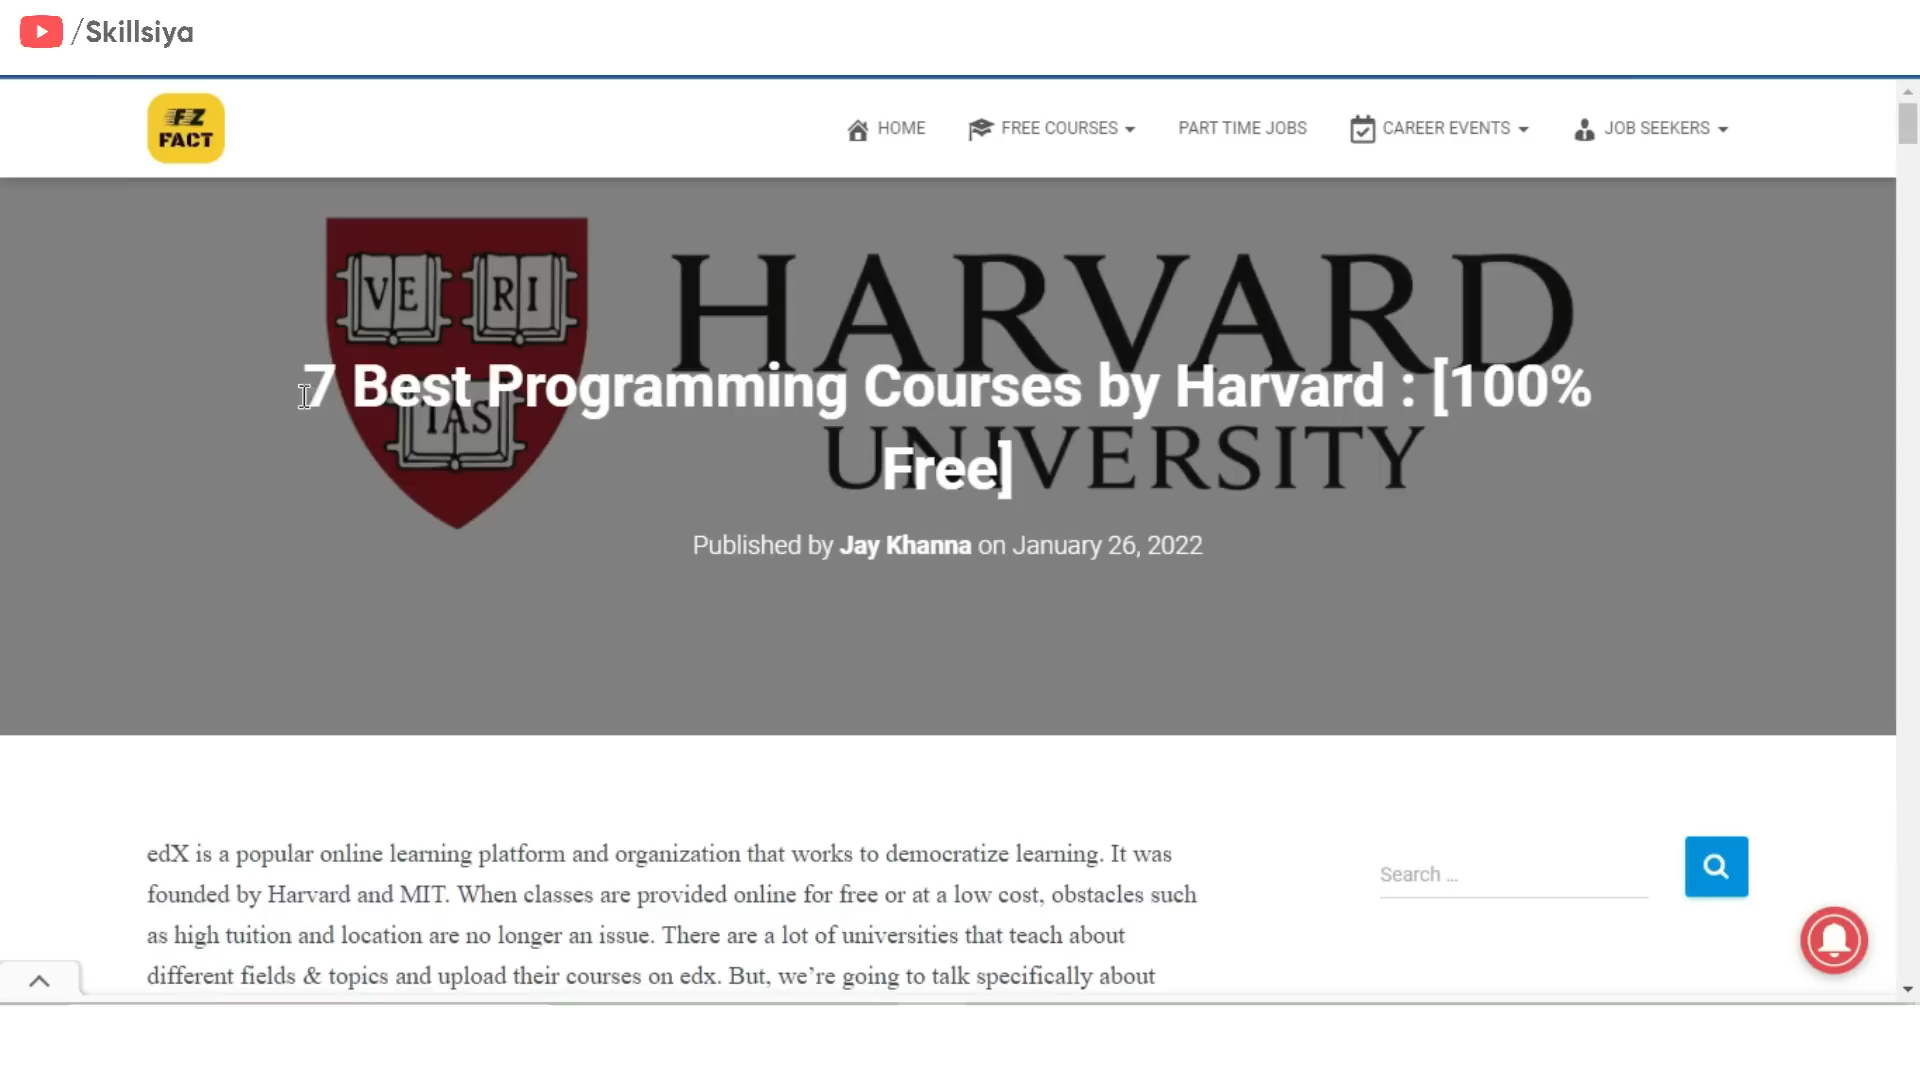 /Skillsiya
EZ
FACT
HOME
FREE COURSES
PART TIME JOBS
CAREER EVENTS
JOB SEEKERS
VE RI
TAS
HARVARD
UNIVERSITY
7 Best Programming Courses by Harvard : [100%
Free]
Published by Jay Khanna on January 26, 2022
edX is a popular online learning platform and organization that works to democratize learning. It was
founded by Harvard and MIT. When classes are provided online for free or at a low cost, obstacles such
as high tuition and location are no longer an issue. There are a lot of universities that teach about
different fields & topics and upload their courses on edx. But, we’re going to talk specifically about
Search ...